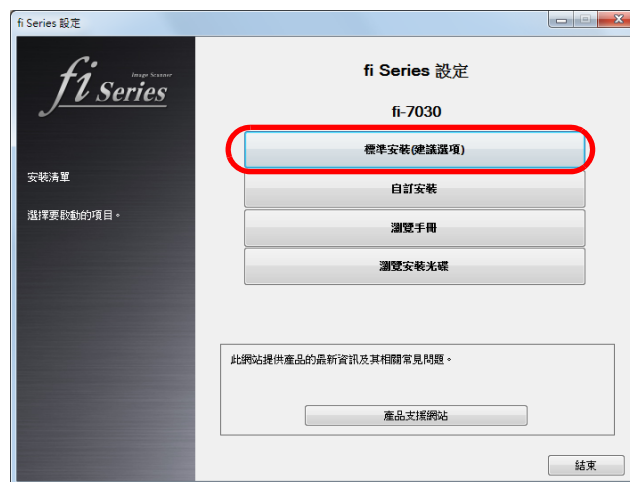 fi Series 設定
fi Series
Image Scanner
安裝清單
選擇要啟動的項目。
fi Series 設定
fi-7030
標準安裝(建議選項)
自訂安裝
瀏覽手冊
瀏覽安裝光碟
此網站提供產品的最新資訊及其相關常見問題。
產品支援網站
結束